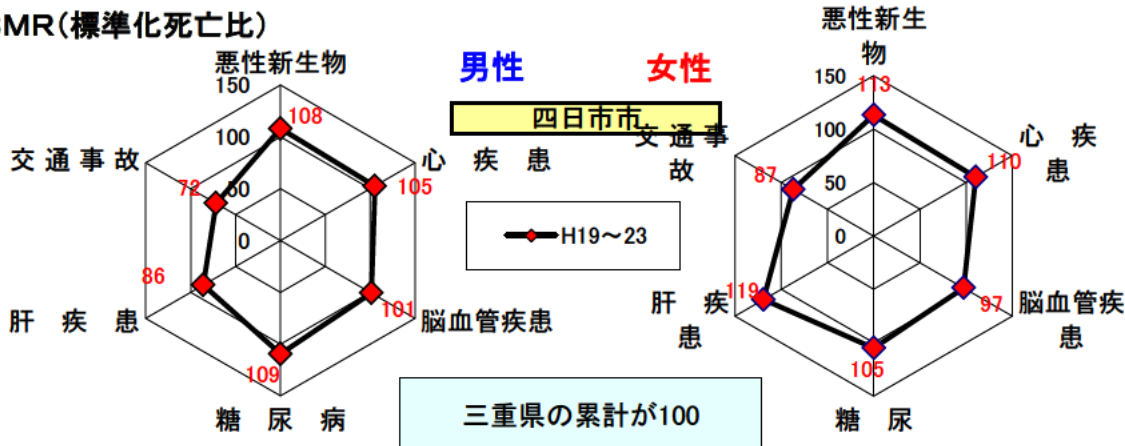 SMR(標準化死亡比)
男性
女性
四日市市
悪性新生物
150
100
50
0
108
心 疾 患
105
脳血管疾患
101
糖 尿 病
109
肝 疾 患
86
交通事故
72
H19～23
悪性新生
物
150
100
50
0
113
心 疾
患
110
脳血管疾
患
97
糖 尿
105
肝 疾
患
119
交通事
故
87
三重県の累計が100